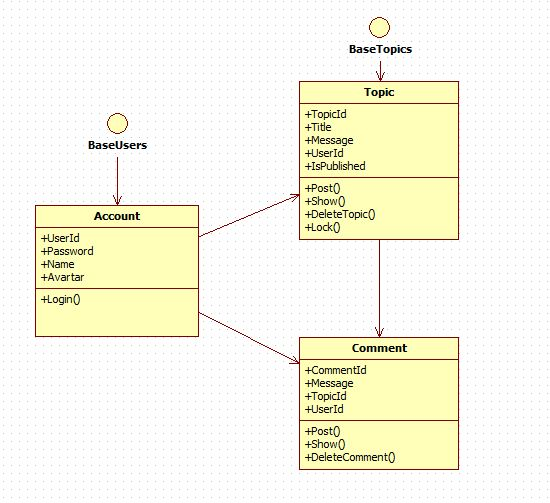 BaseTopics
Topic
+TopicId
+Title
+Message
+UserId
+IsPublished
+Post()
+Show()
+DeleteTopic()
+Lock()
BaseUsers
Account
+UserId
+Password
+Name
+Avartar
+Login()
Comment
+CommentId
+Message
+TopicId
+UserId
+Post()
+Show()
+DeleteComment()